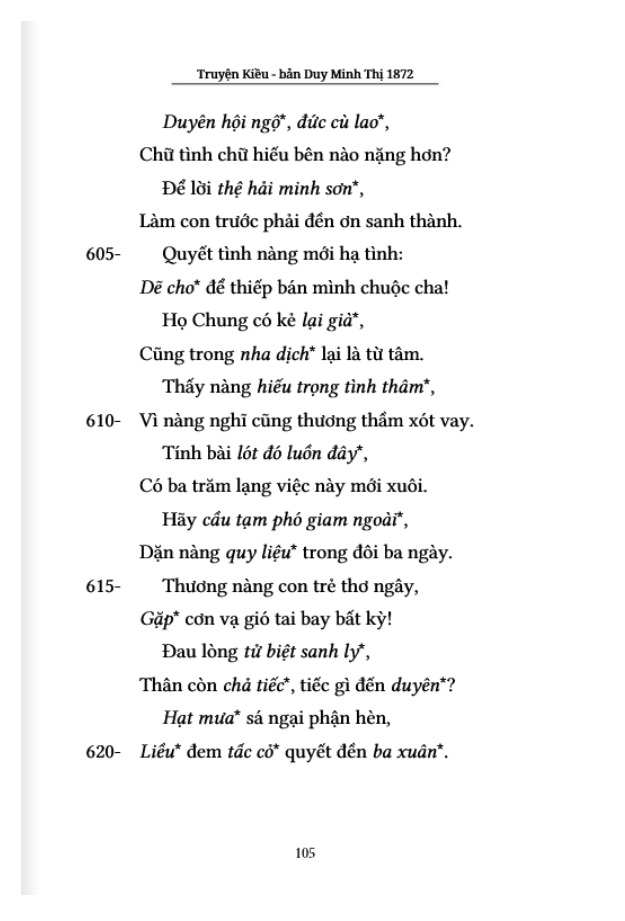 Truyện Kiều - bản Duy Minh Thị 1872
Duyên hội ngộ*, đức cù lao*,
Chữ tình chữ hiếu bên nào nặng hơn?
Để lời thệ hải minh sơn*,
Làm con trước phải đền ơn sanh thành.
605- Quyết tình nàng mới hạ tình:
Dẽ cho* để thiếp bán mình chuộc cha!
Họ Chung có kẻ lại già*,
Cũng trong nha dịch* lại là từ tâm.
Thấy nàng hiếu trọng tình thâm*,
610- Vì nàng nghĩ cũng thương thầm xót vay.
Tính bài lót đó luồn đây*,
Có ba trăm lạng việc này mới xuôi.
Hãy cầu tạm phó giam ngoài*,
Dặn nàng quy liệu* trong đôi ba ngày.
615- Thương nàng con trẻ thơ ngây,
Gặp* cơn vạ gió tai bay bất kỳ!
Đau lòng tử biệt sanh ly*,
Thân còn chả tiếc*, tiếc gì đến duyên*?
Hạt mưa* sá ngại phận hèn,
620- Liều* đem tấc cỏ* quyết đền ba xuân*.
105